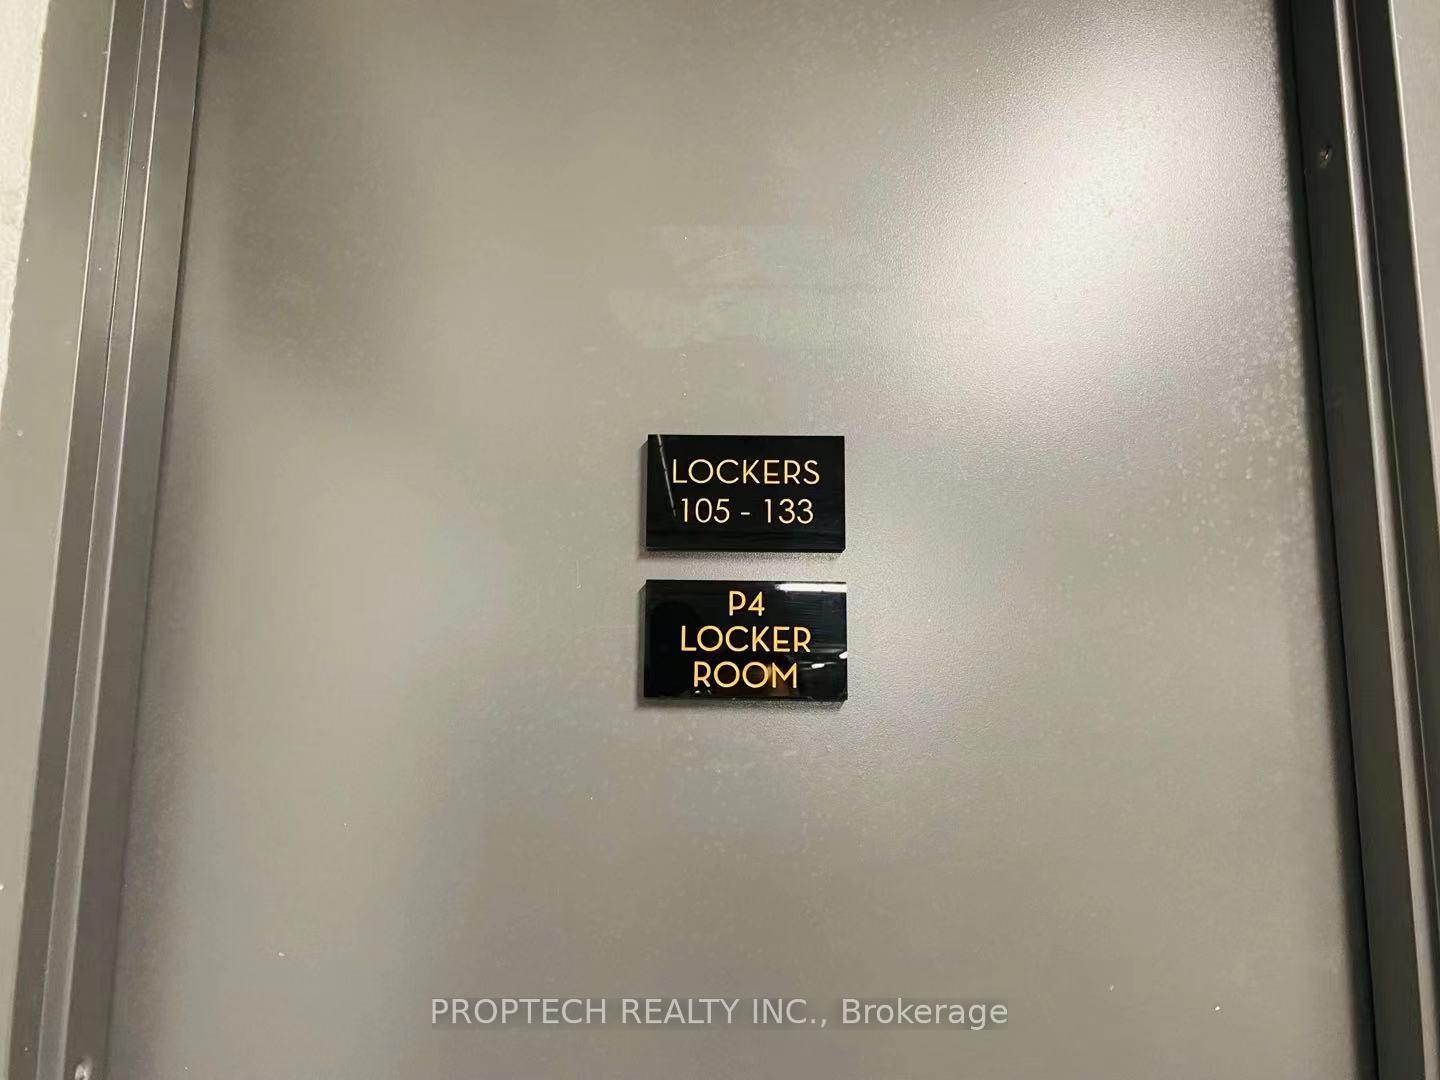 LOCKERS
105 - 133
P4
LOCKER
ROOM
PROPTECH REALTY INC., Brokerage